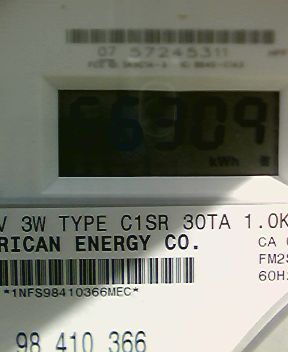 07 57245311
6909
kWh
V 3W TYPE C1SR 30TA 1.0K
RICAN ENERGY CO.
CA
FM2S
60H
*1NFS98410366MEC*
98 410 366